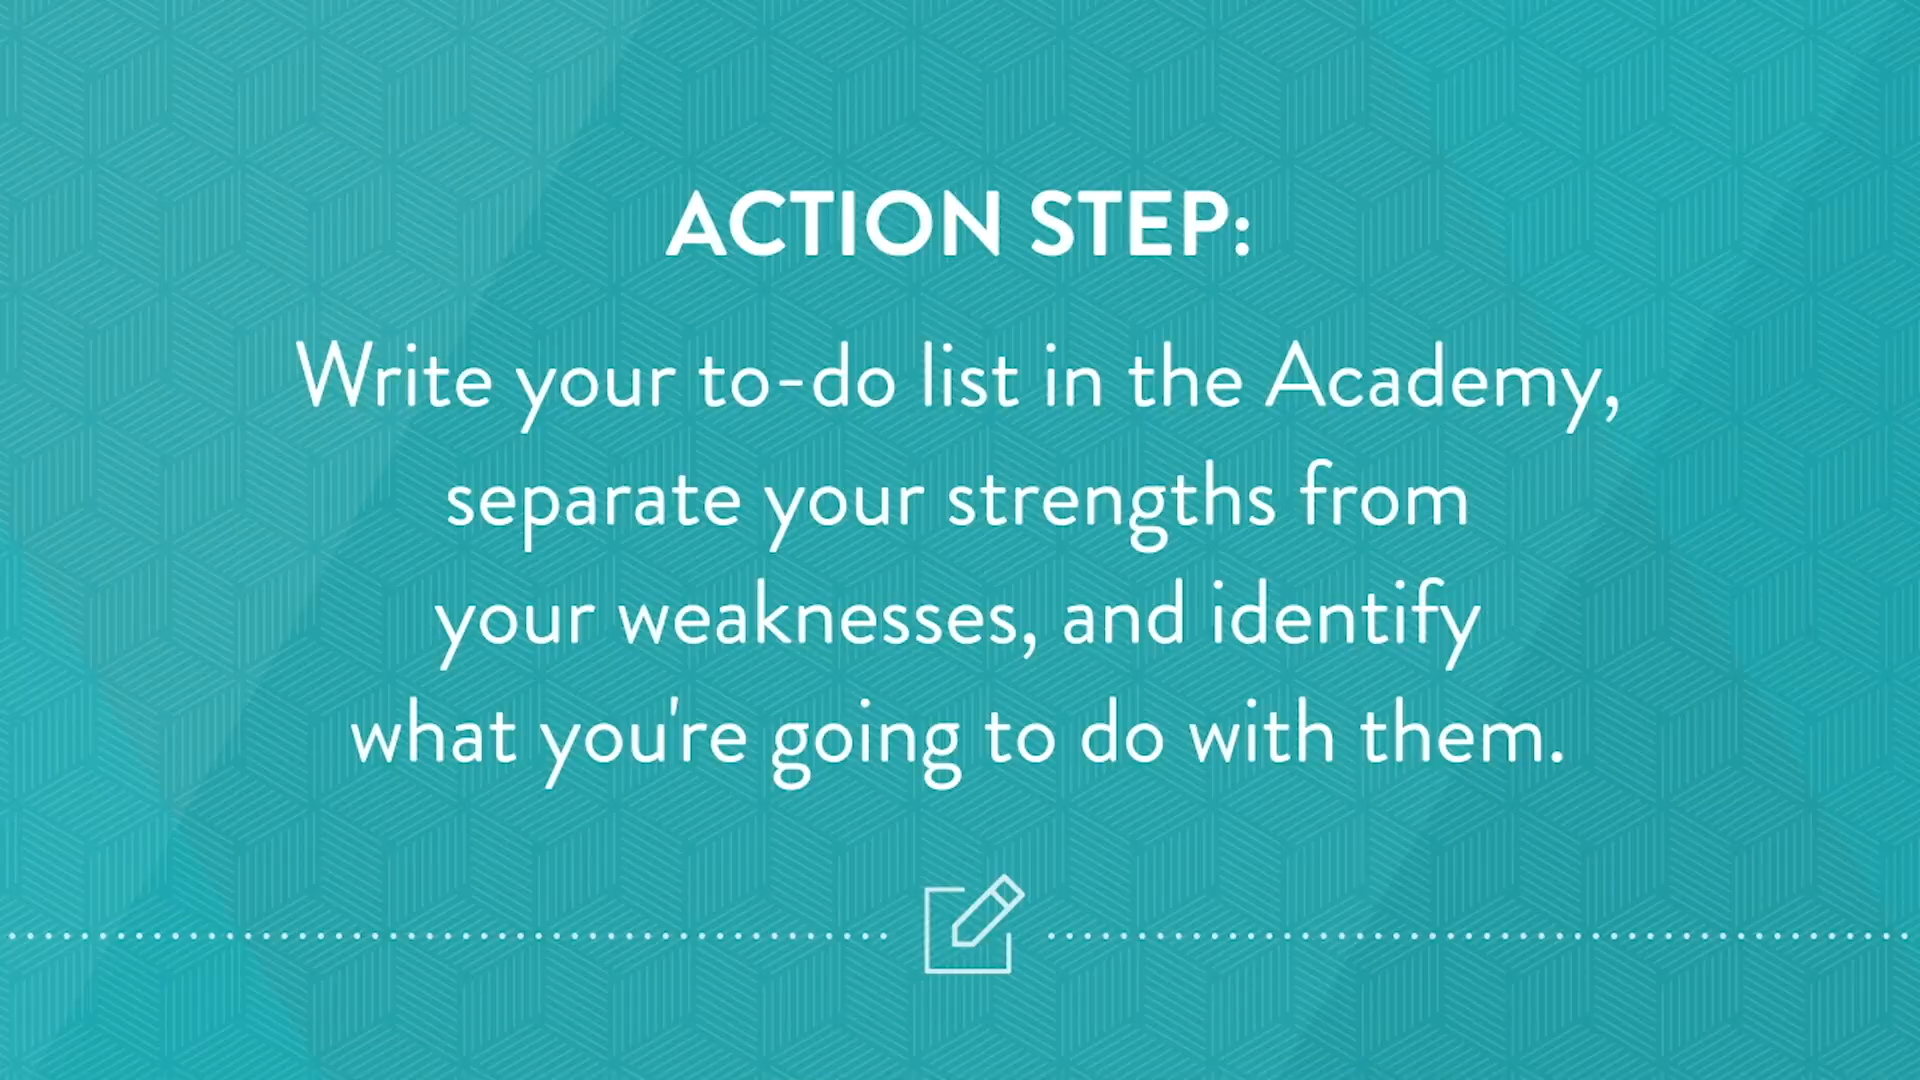 ACTION STEP:
Write your to-do list in the Academy,
separate your strengths from
your weaknesses, and identify
what you're going to do with them.